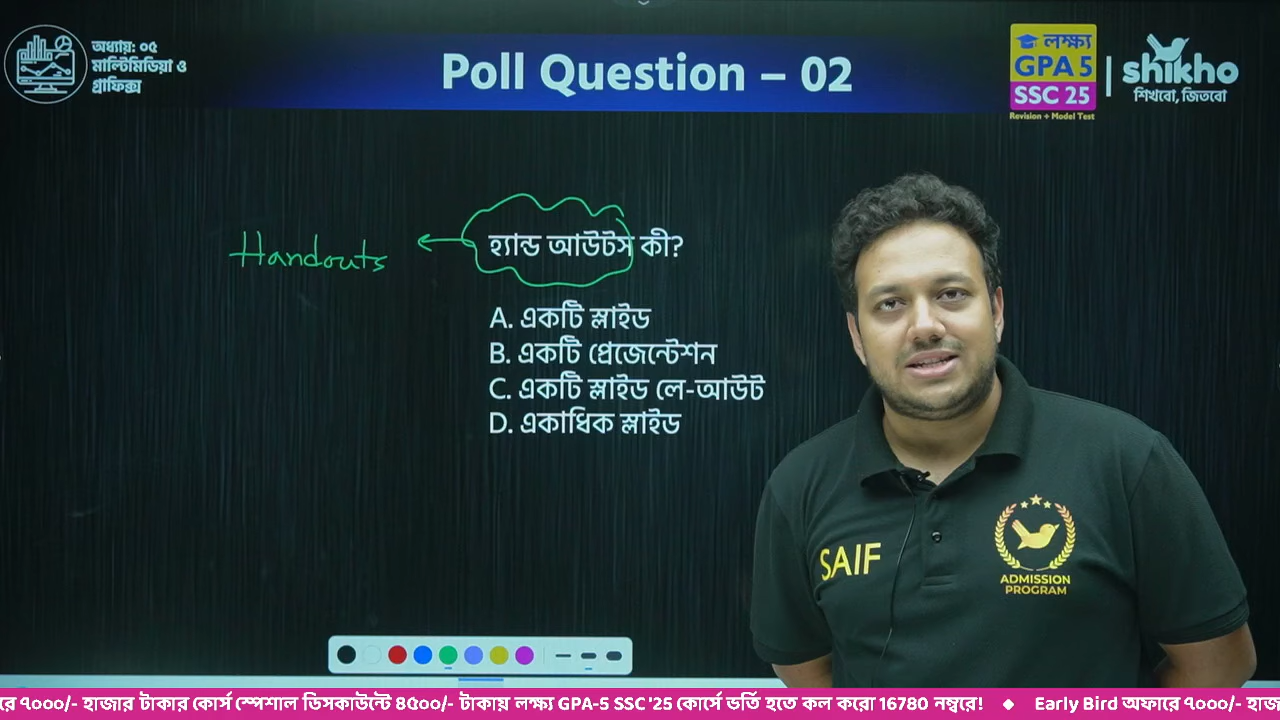 অধ্যায়: ০৫
মাল্টিমিডিয়া ও
গ্রাফিক্স
Poll Question – 02
লক্ষ্য
GPA 5
SSC 25
Revision + Model Test
shikho
শিখবো, জিতবো
Handouts
হ্যান্ড আউটস কী?
A. একটি স্লাইড
B. একটি প্রেজেন্টেশন
C. একটি স্লাইড লে-আউট
D. একাধিক স্লাইড
SAIF
ADMISSION
PROGRAM
রে ৭০০০/- হাজার টাকার কোর্স স্পেশাল ডিসকাউন্টে ৪৫০০/- টাকায় লক্ষ্য GPA-5 SSC '25 কোর্সে ভর্তি হতে কল করো 16780 নম্বরে! ◆ Early Bird অফারে ৭০০০/- হাজ